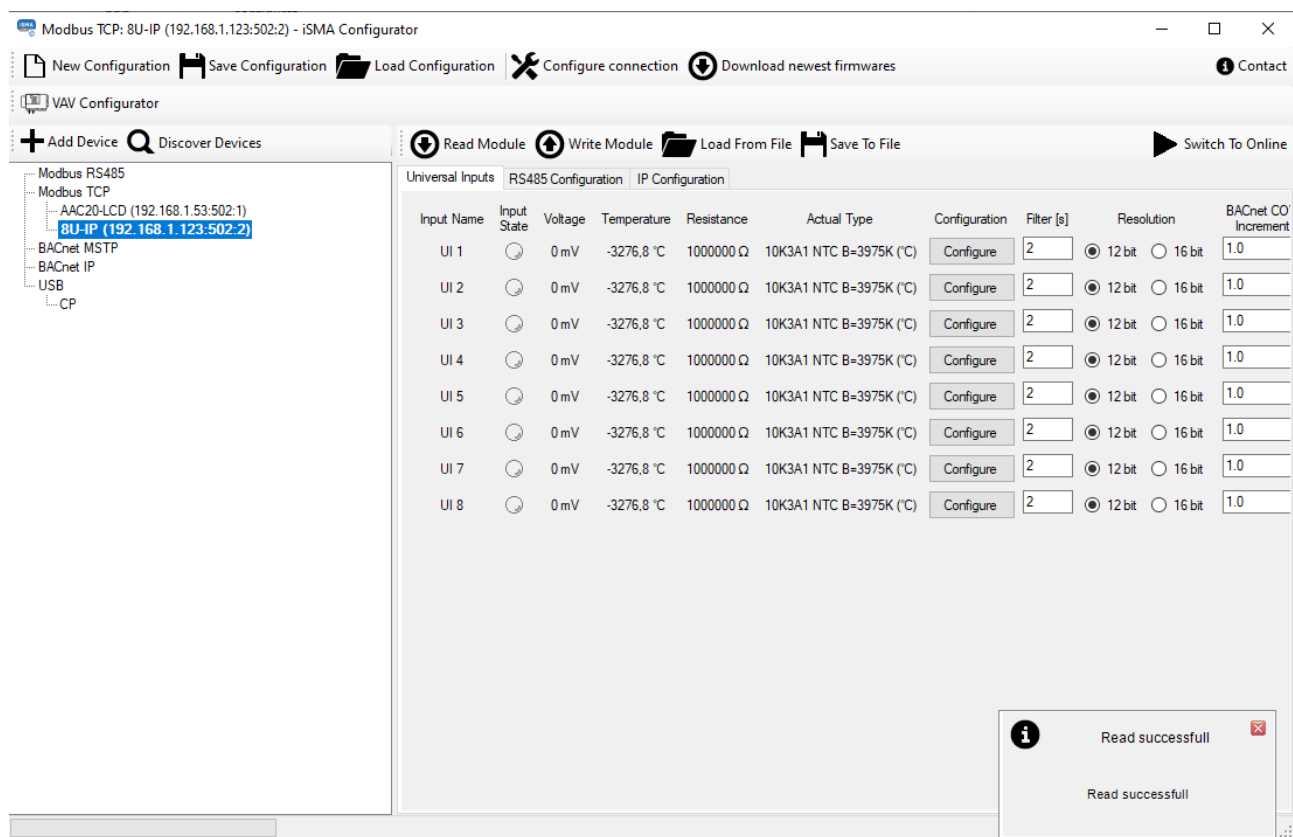 Modbus TCP: 8U-IP (192.168.1.123:502:2) - iSMA Configurator
New Configuration Save Configuration Load Configuration Configure connection Download newest firmwares Contact
VAV Configurator
Add Device Discover Devices
Read Module Write Module Load From File Save To File Switch To Online
Modbus RS485
Modbus TCP
AAC20-LCD (192.168.1.53:502:1)
8U-IP (192.168.1.123:502:2)
BACnet MSTP
BACnet IP
USB
CP
Universal Inputs RS485 Configuration IP Configuration
Input Name Input State Voltage Temperature Resistance Actual Type Configuration Filter [s] Resolution BACnet CO Increment
UI 1 0 mV -3276,8 °C 1000000 Ω 10K3A1 NTC B=3975K (°C) Configure 2 12 bit 16 bit 1.0
UI 2 0 mV -3276,8 °C 1000000 Ω 10K3A1 NTC B=3975K (°C) Configure 2 12 bit 16 bit 1.0
UI 3 0 mV -3276,8 °C 1000000 Ω 10K3A1 NTC B=3975K (°C) Configure 2 12 bit 16 bit 1.0
UI 4 0 mV -3276,8 °C 1000000 Ω 10K3A1 NTC B=3975K (°C) Configure 2 12 bit 16 bit 1.0
UI 5 0 mV -3276,8 °C 1000000 Ω 10K3A1 NTC B=3975K (°C) Configure 2 12 bit 16 bit 1.0
UI 6 0 mV -3276,8 °C 1000000 Ω 10K3A1 NTC B=3975K (°C) Configure 2 12 bit 16 bit 1.0
UI 7 0 mV -3276,8 °C 1000000 Ω 10K3A1 NTC B=3975K (°C) Configure 2 12 bit 16 bit 1.0
UI 8 0 mV -3276,8 °C 1000000 Ω 10K3A1 NTC B=3975K (°C) Configure 2 12 bit 16 bit 1.0
Read successfull
Read successfull